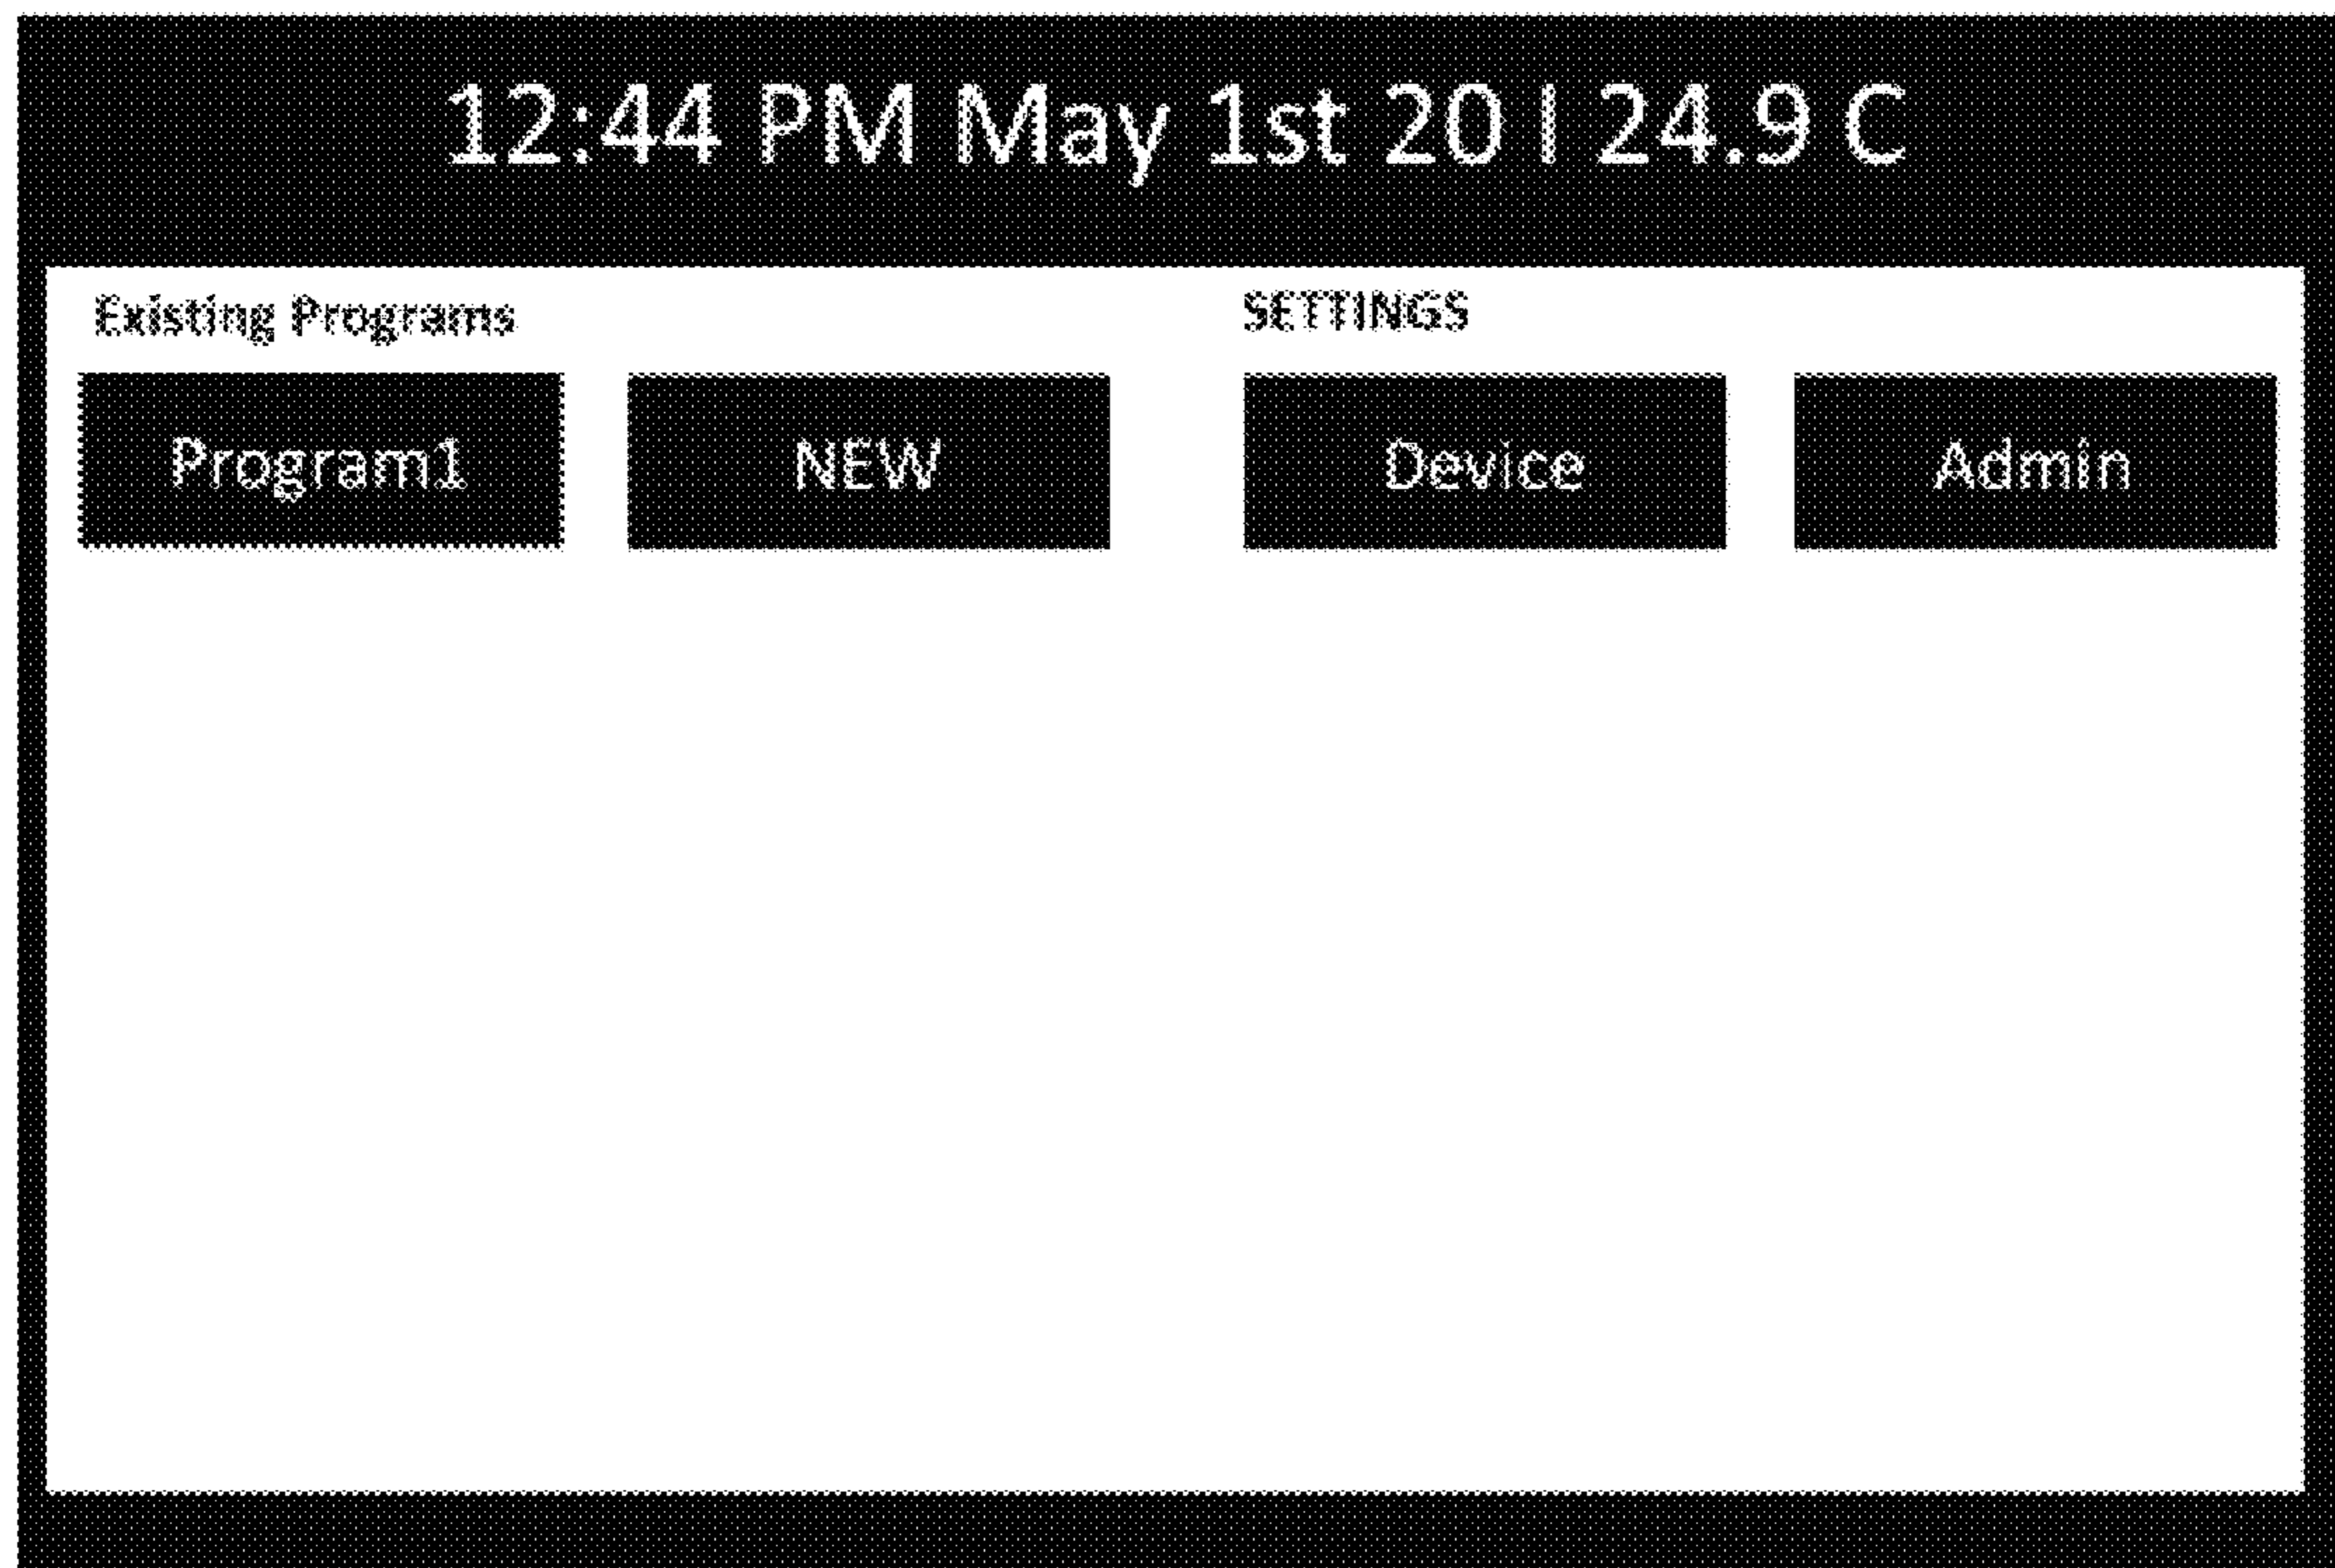 12:44 PM May 1st 20 I 24.9 C
Existing Programs
SETTINGS
Program1
NEW
Device
Admin